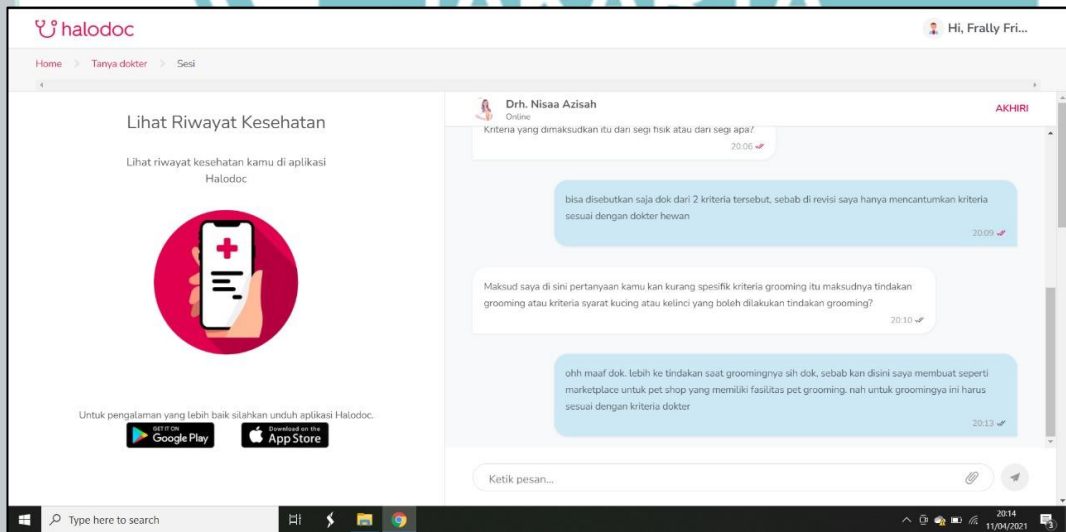 halodoc
Hi, Frally Fri...
Home > Tanya dokter > Sesi
Lihat Riwayat Kesehatan
Lihat riwayat kesehatan kamu di aplikasi
Halodoc
Untuk pengalaman yang lebih baik silahkan unduh aplikasi Halodoc.
GET IT ON
Google Play
Download on the
App Store
Drh. Nisaa Azisah
Online
AKHIRI
Kriteria yang dimaksudkan itu dari segi fisik atau dari segi apa?
20:06
bisa disebutkan saja dok dari 2 kriteria tersebut, sebab di revisi saya hanya mencantumkan kriteria
sesuai dengan dokter hewan
20:09
Maksud saya di sini pertanyaan kamu kan kurang spesifik kriteria grooming itu maksudnya tindakan
grooming atau kriteria syarat kucing atau kelinci yang boleh dilakukan tindakan grooming?
20:10
ohh maaf dok. lebih ke tindakan saat groomingnya sih dok, sebab kan disini saya membuat seperti
marketplace untuk pet shop yang memiliki fasilitas pet grooming. nah untuk groomingya ini harus
sesuai dengan kriteria dokter
20:13
Ketik pesan...
Type here to search
20:14
11/04/2021
3